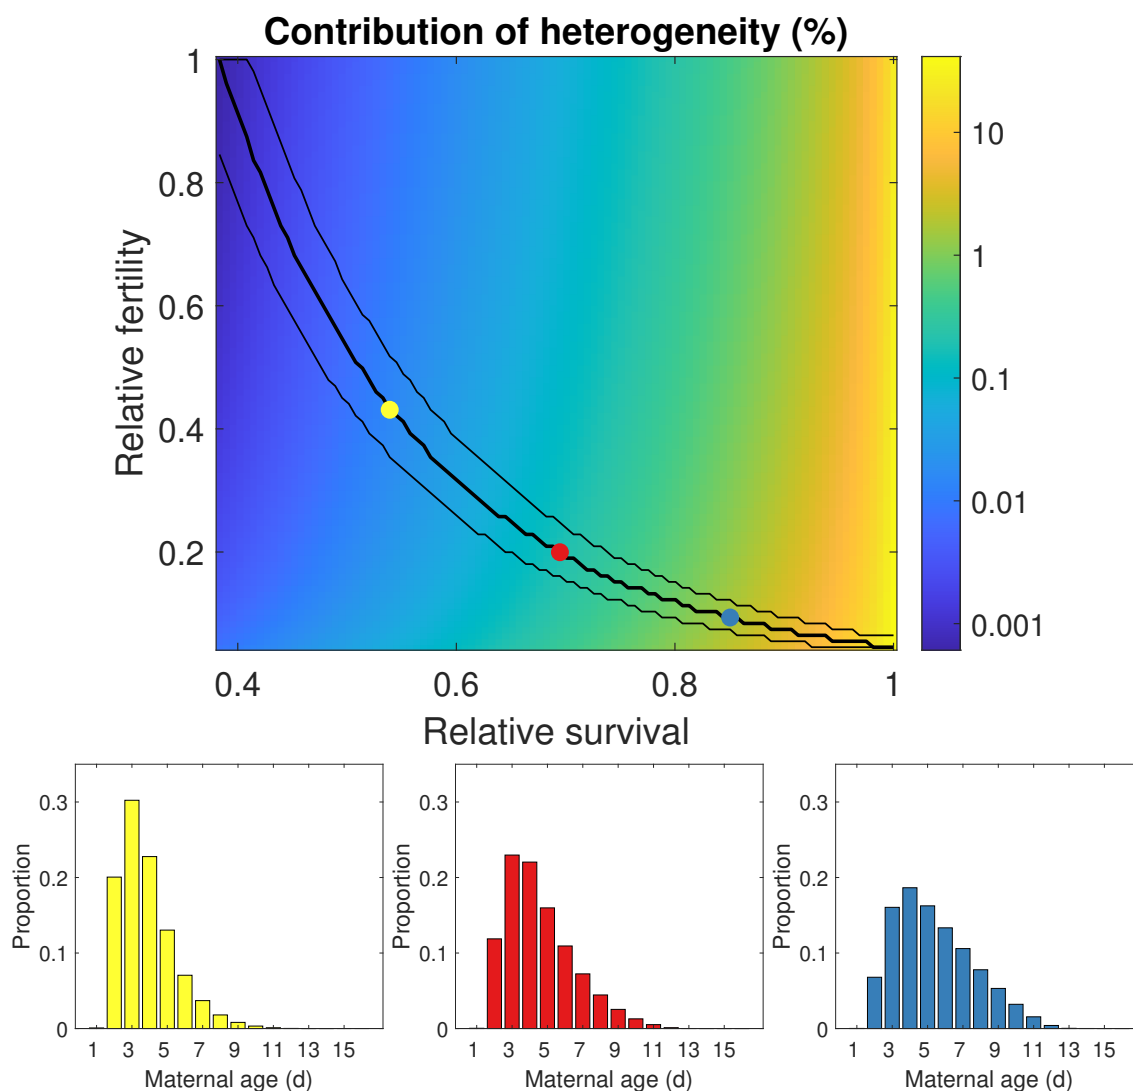 Contribution of heterogeneity (%)
1
0.8
0.6
0.4
0.2
Relative fertility
0.4 0.6 0.8 1
Relative survival
10
1
0.1
0.01
0.001
0.3
0.2
0.1
0
Proportion
1 3 5 7 9 11 13 15
Maternal age (d)
0.3
0.2
0.1
0
Proportion
1 3 5 7 9 11 13 15
Maternal age (d)
0.3
0.2
0.1
0
Proportion
1 3 5 7 9 11 13 15
Maternal age (d)